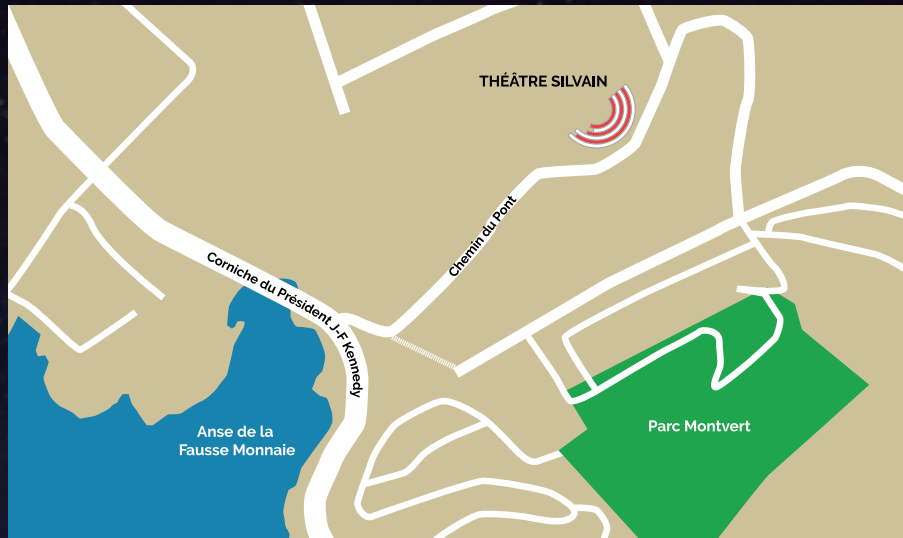 THÉÂTRE SILVAIN
Chemin du Pont
Corniche du Président J-F Kennedy
Anse de la
Fausse Monnaie
Parc Montvert